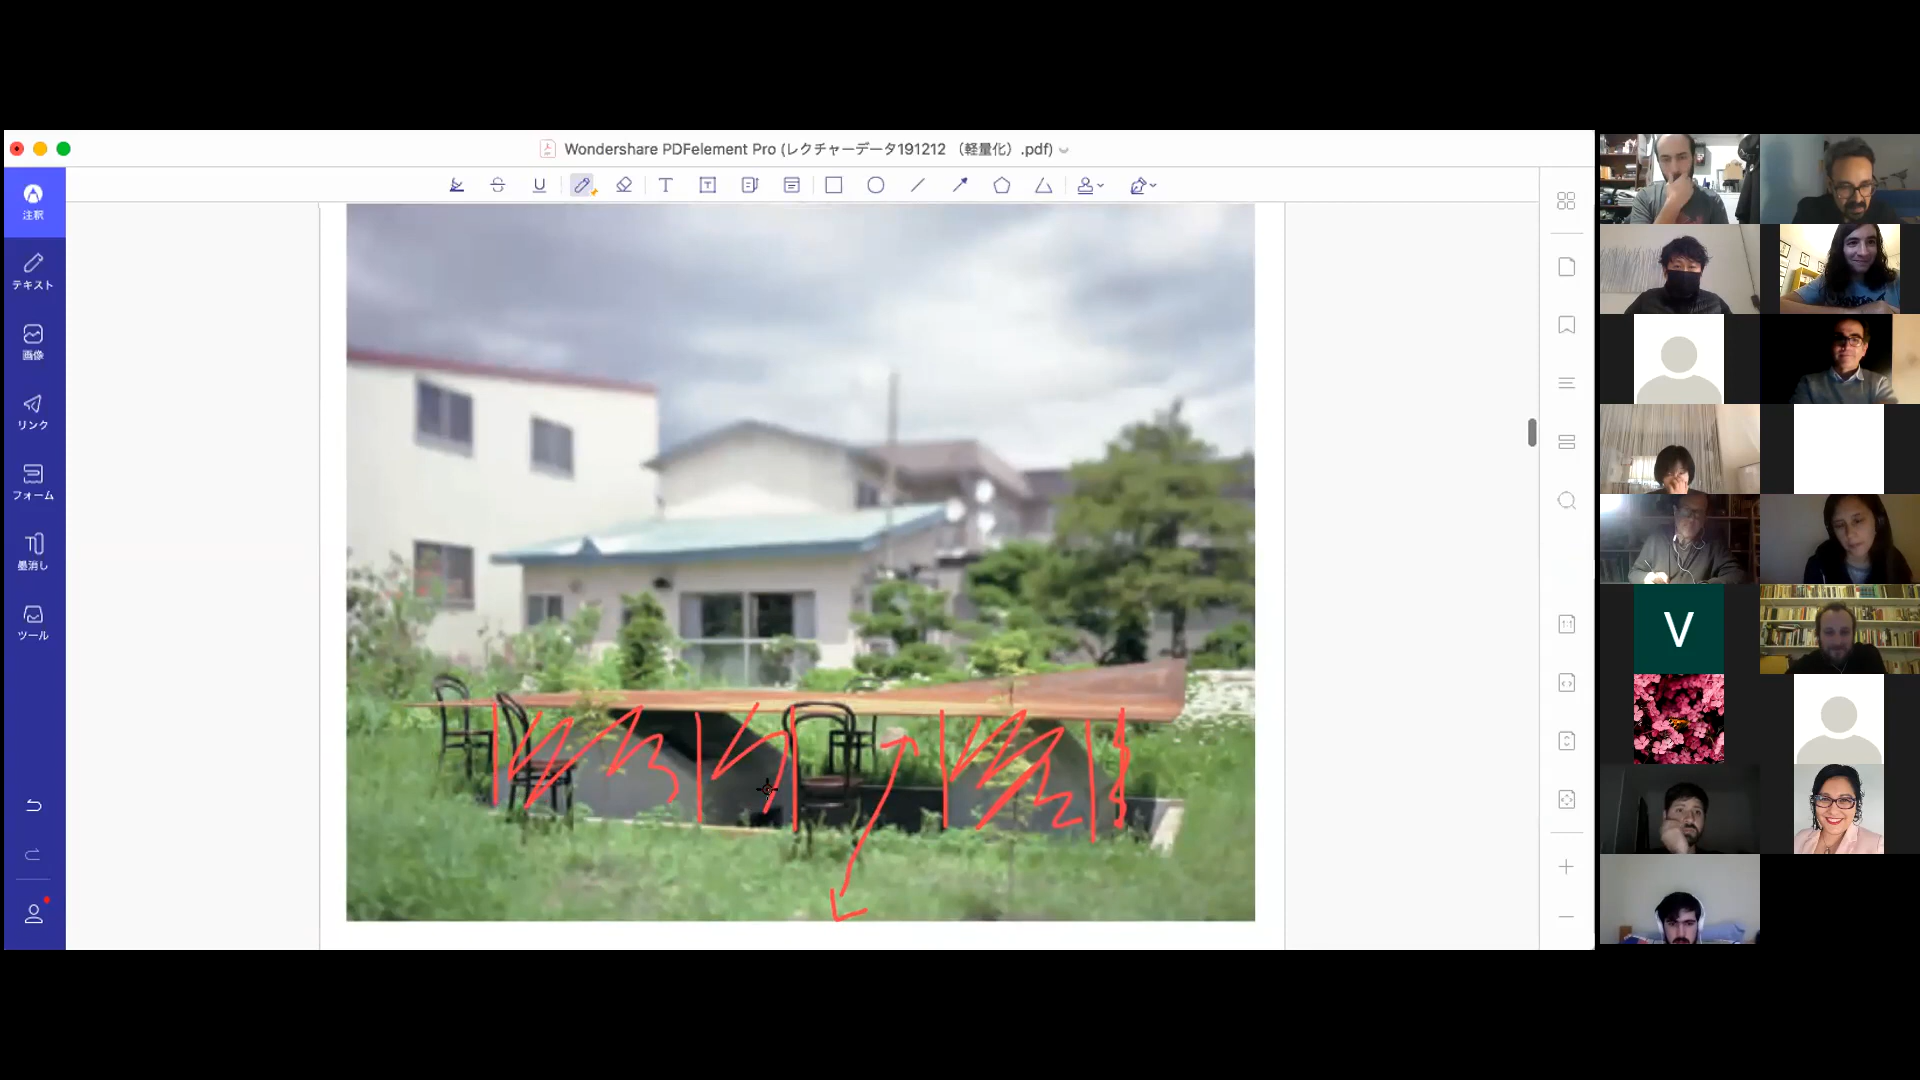 Wondershare PDFelement Pro (レクチャーデータ191212 （軽量化）.pdf)
注釈
テキスト
画像
リンク
フォーム
墨消し
ツール
V